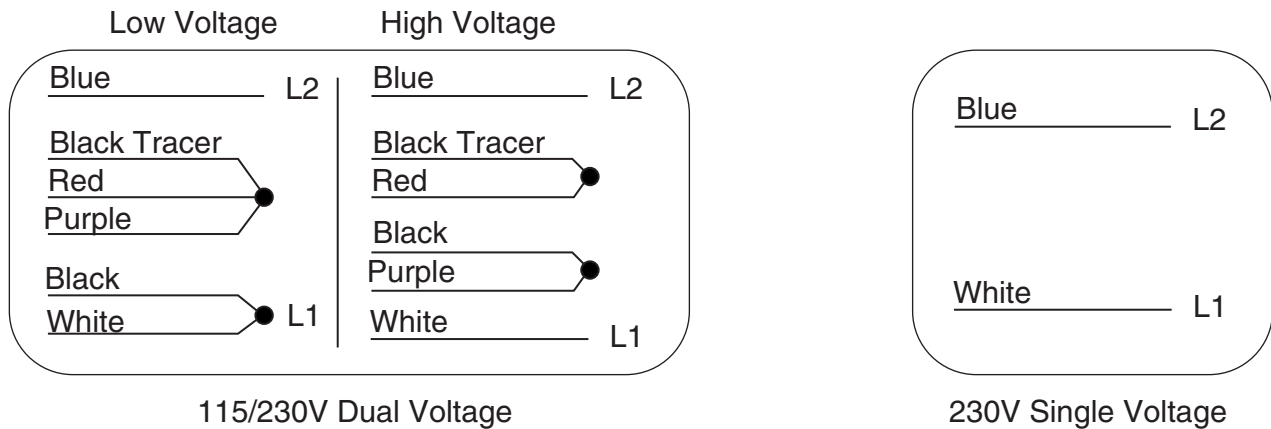 Low Voltage
High Voltage
Blue
L2
Black Tracer
Red
Purple
Black
White
L1
Blue
L2
Black Tracer
Red
Black
Purple
White
L1
115/230V Dual Voltage
Blue
L2
White
L1
230V Single Voltage